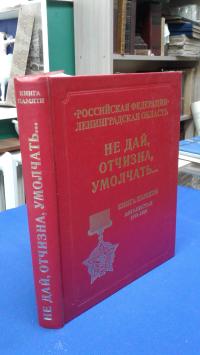 КНИГА
ПАМЯТИ
НЕ ДАЙ, ОТЧИЗНА, УМОЛЧАТЬ...
•РОССИЙСКАЯ ФЕДЕРАЦИЯ•
ЛЕНИНГРАДСКАЯ ОБЛАСТЬ
НЕ ДАЙ,
ОТЧИЗНА,
УМОЛЧАТЬ...
КНИГА ПАМЯТИ